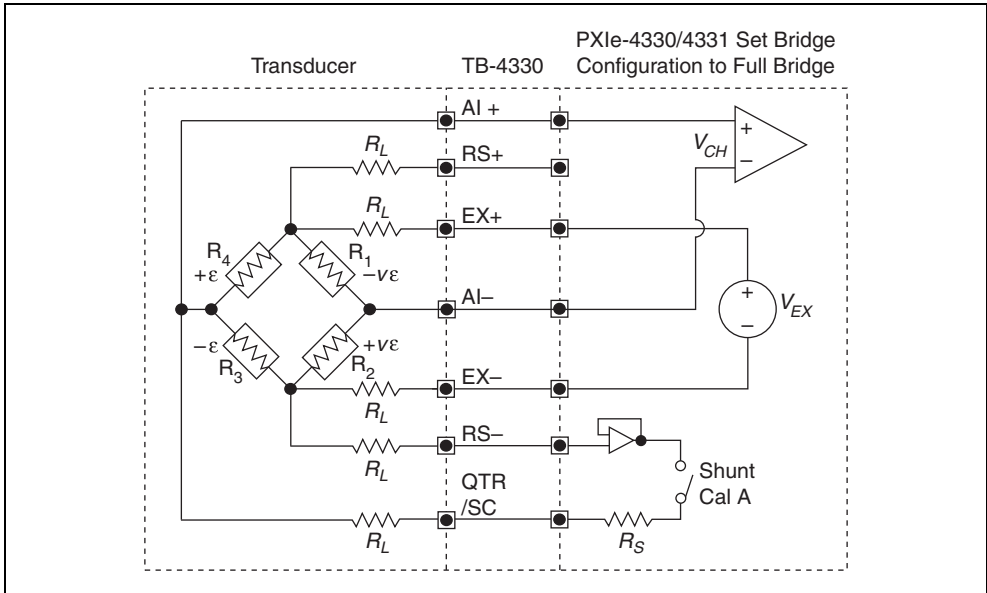 Transducer
TB-4330
PXIe-4330/4331 Set Bridge
Configuration to Full Bridge
AI +
RS+
EX+
AI–
EX–
RS–
QTR
/SC
R_L
R_L
R_L
R_L
R_L
R_4
+ε
R_1
–νε
–ε
R_3
+νε
R_2
V_CH
+
–
+
–
V_EX
Shunt
Cal A
R_S